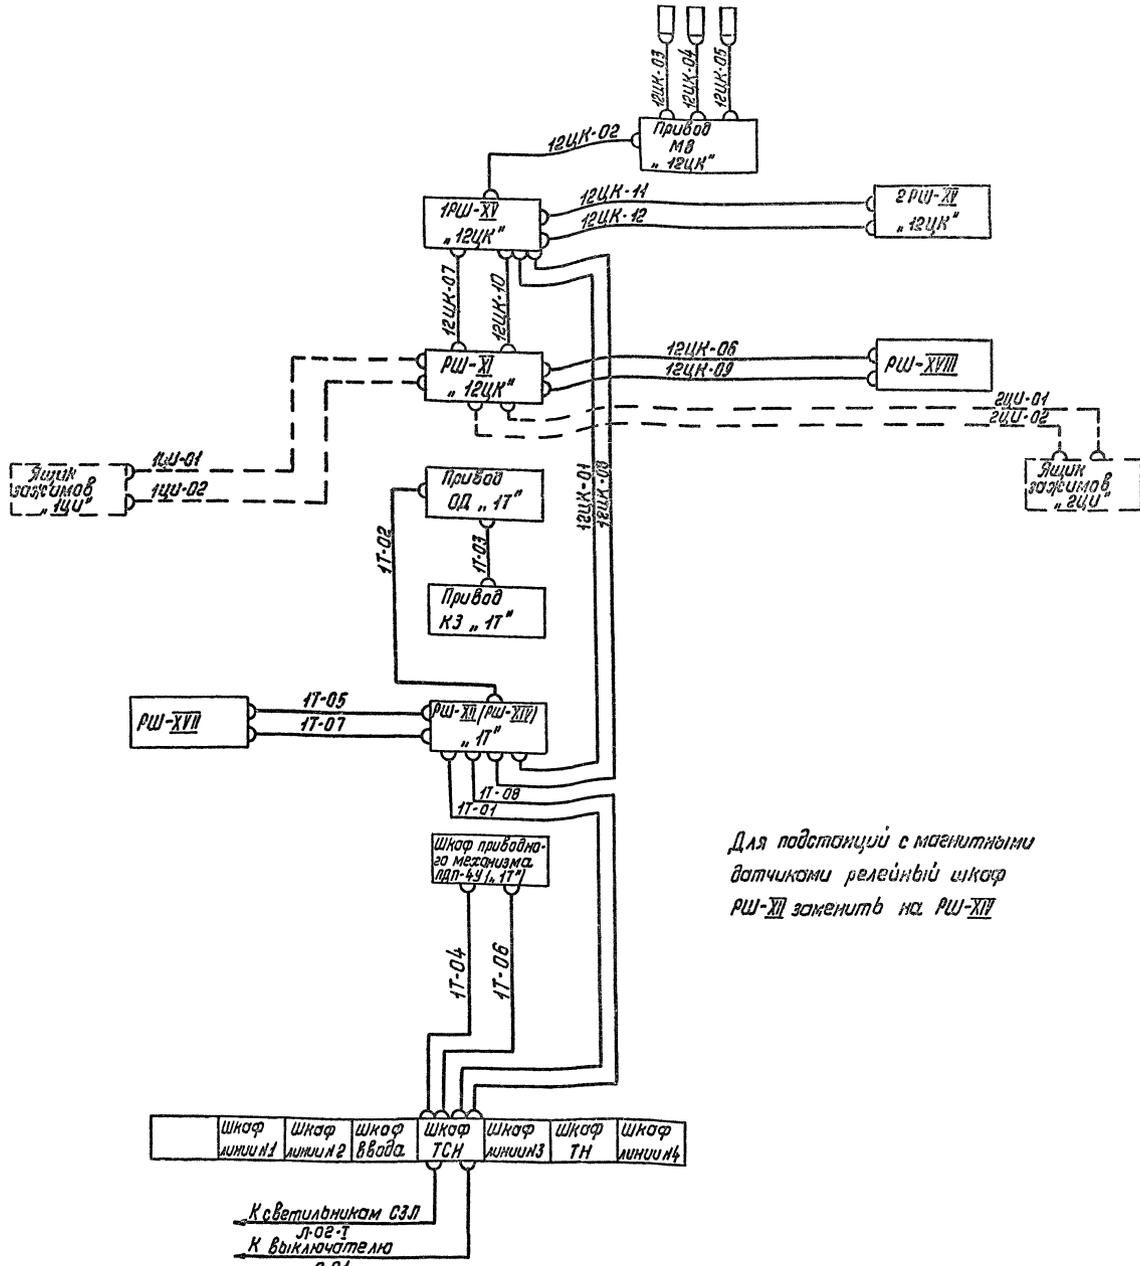 12ЦК-03
12ЦК-04
12ЦК-05
Привод
МВ
„12ЦК"
12ЦК-02
1РШ-XV
„12ЦК"
12ЦК-11
12ЦК-12
2РШ-XV
„12ЦК"
12ЦК-07
12ЦК-10
РШ-XI
„12ЦК"
12ЦК-06
12ЦК-09
РШ-XVIII
2ЦИ-01
2ЦИ-02
Ящик
зажимов
„1ЦИ"
1ЦИ-01
1ЦИ-02
Ящик
зажимов
„2ЦИ"
Привод
ОД „1Т"
12ЦК-01
12ЦК-08
1Т-02
1Т-03
Привод
КЗ „1Т"
РШ-XVII
1Т-05
1Т-07
РШ-XII/РШ-XIV/
„1Т"
1Т-08
1Т-01
Шкаф приводно-
го механизма
ПДП-4У(„1Т")
Для подстанций с магнитными
датчиками релейный шкаф
РШ-XII заменить на РШ-XIV
1Т-04
1Т-06
Шкаф
линии N1
Шкаф
линии N2
Шкаф
ввода
Шкаф
ТСН
Шкаф
линии N3
Шкаф
ТН
Шкаф
линии N4
К светильникам СЗЛ
Л-02-I
К выключателю